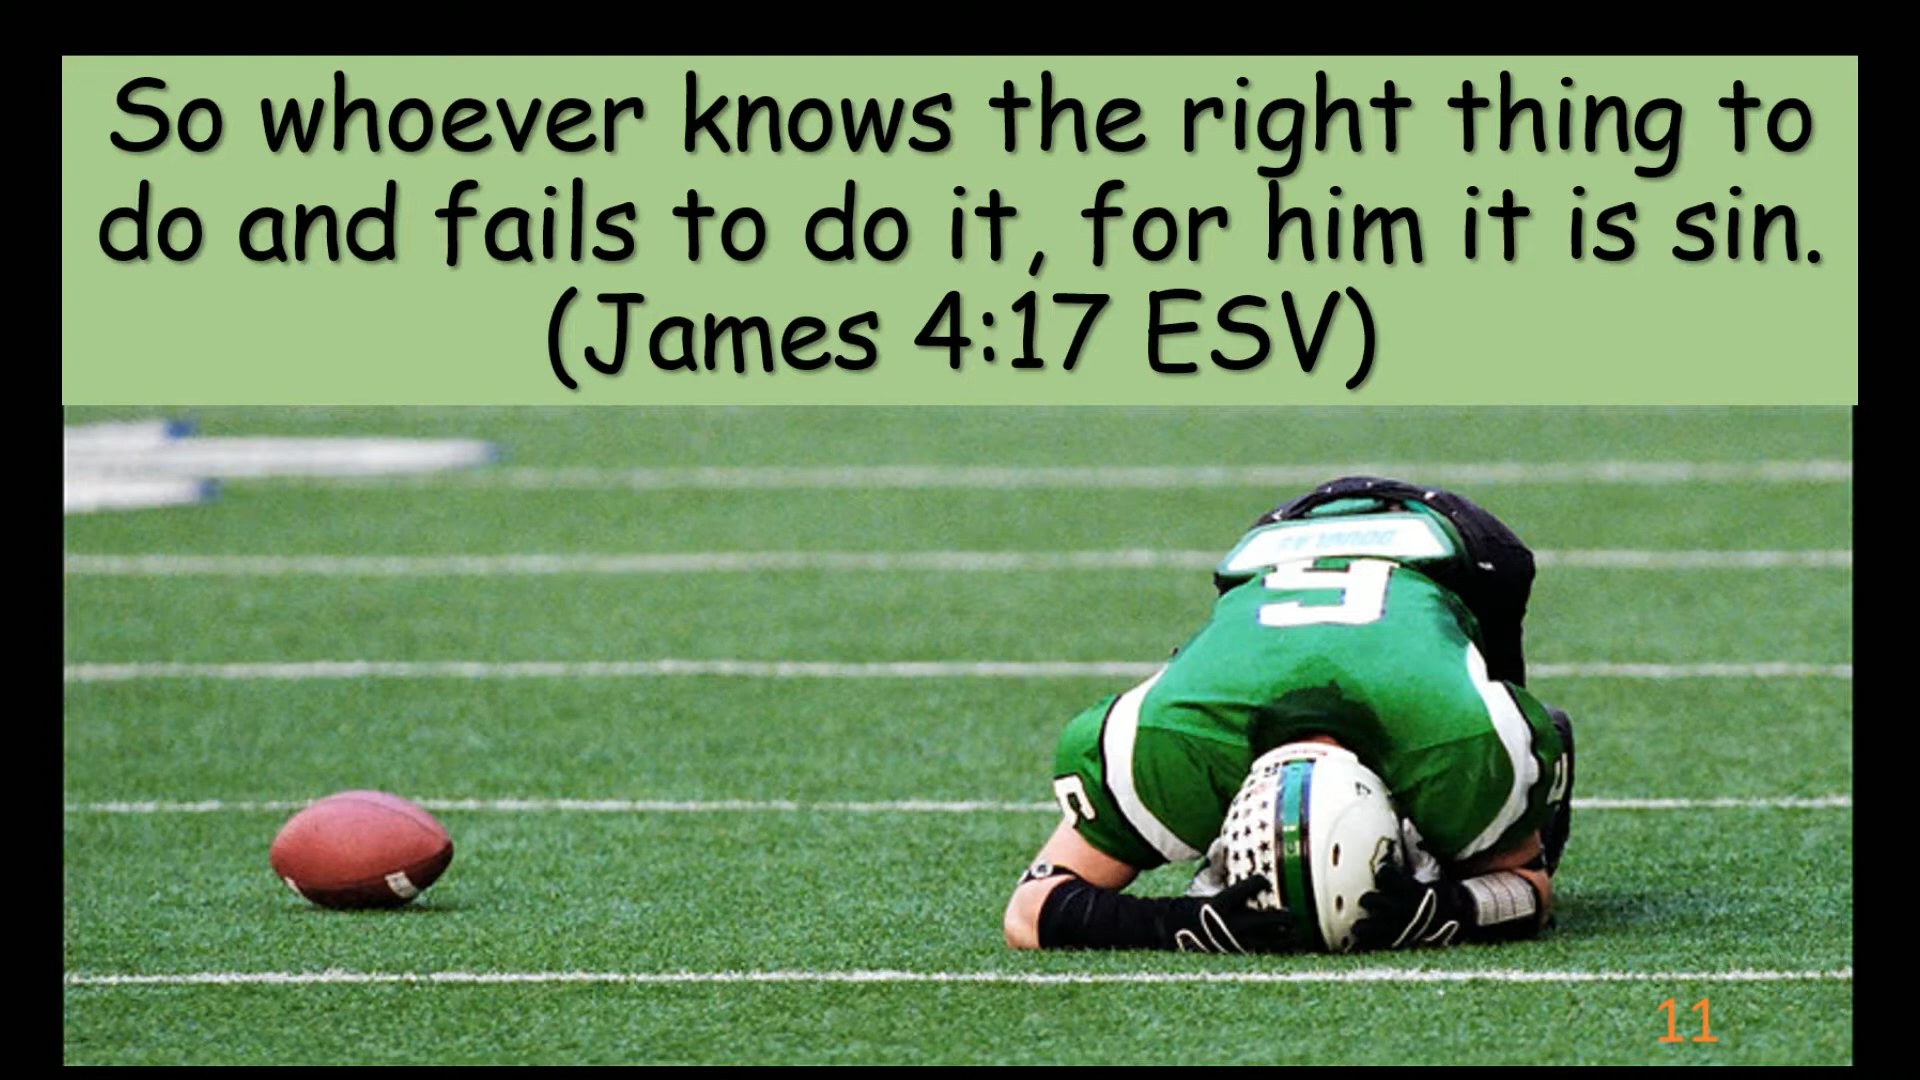 So whoever knows the right thing to
do and fails to do it, for him it is sin.
(James 4:17 ESV)
11